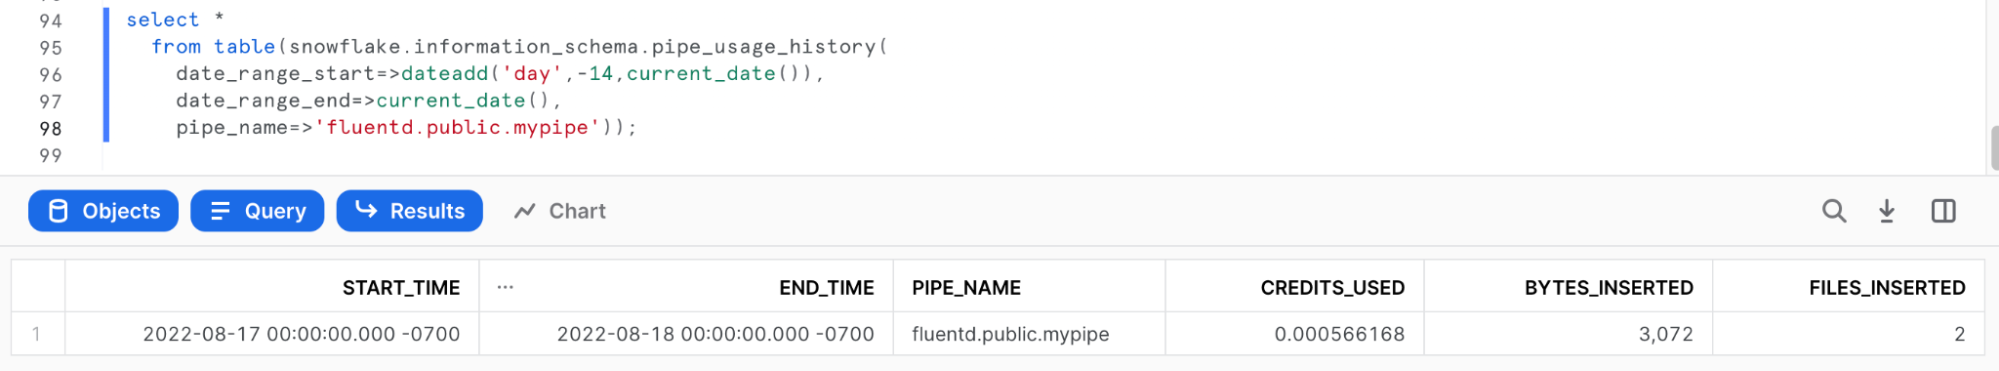 94 select *
95 from table(snowflake.information_schema.pipe_usage_history(
96 date_range_start=>dateadd('day',-14,current_date()),
97 date_range_end=>current_date(),
98 pipe_name=>'fluentd.public.mypipe'));
99
Objects Query Results Chart
START_TIME ··· END_TIME PIPE_NAME CREDITS_USED BYTES_INSERTED FILES_INSERTED
1 2022-08-17 00:00:00.000 -0700 2022-08-18 00:00:00.000 -0700 fluentd.public.mypipe 0.000566168 3,072 2